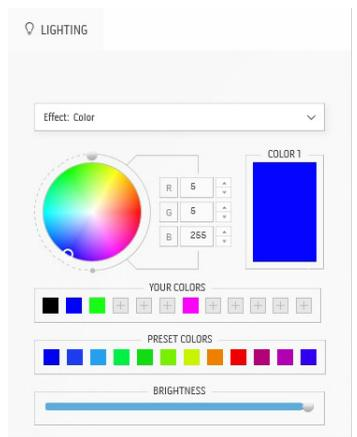 LIGHTING
Effect: Color
COLOR 1
R 5
G 5
B 255
YOUR COLORS
PRESET COLORS
BRIGHTNESS